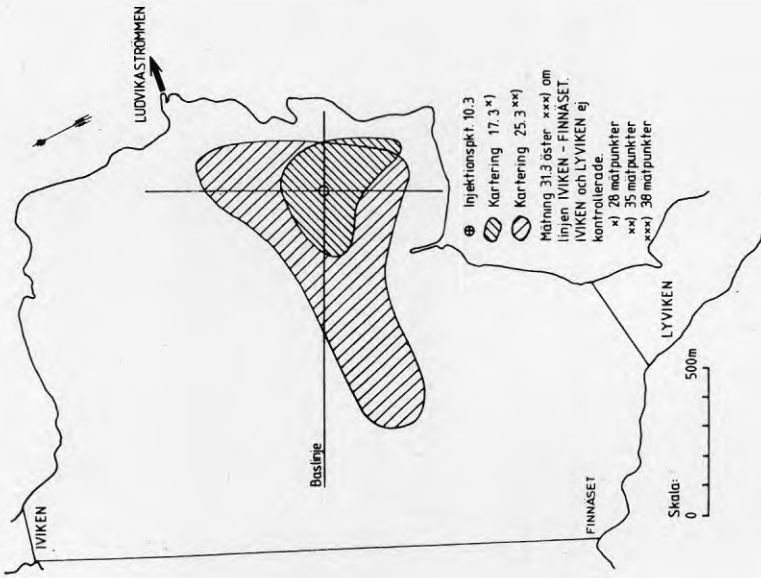 LUDVIKASTRÖMMEN
IVIKEN
Baslinje
⊕ Injektionspkt. 10.3
Kartering 17.3 x)
Kartering 25.3 xx)
Mätning 31.3 öster xxx) om
linjen IVIKEN - FINNÄSET.
IVIKEN och LYVIKEN ej
kontrollerade.
x) 28 mätpunkter
xx) 35 mätpunkter
xxx) 38 mätpunkter
FINNÄSET
LYVIKEN
Skala:
0 500m